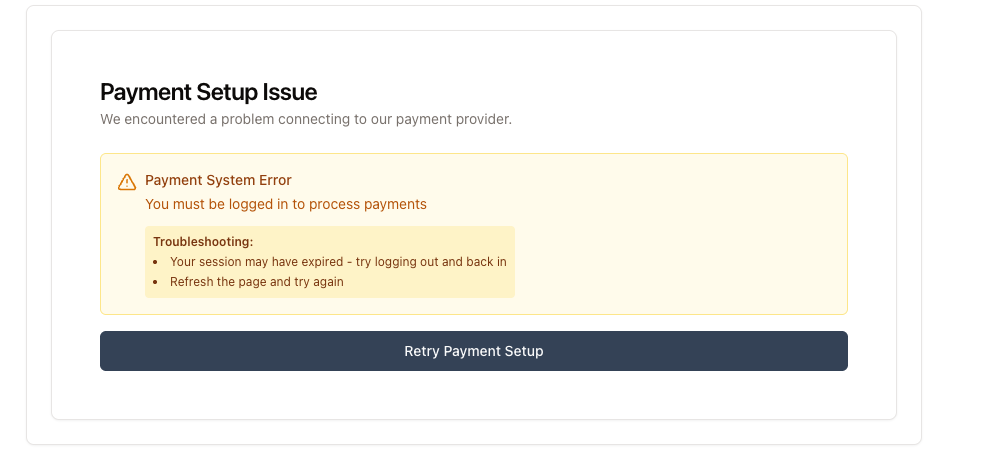 Payment Setup Issue
We encountered a problem connecting to our payment provider.
Payment System Error
You must be logged in to process payments
Troubleshooting:
• Your session may have expired - try logging out and back in
• Refresh the page and try again
Retry Payment Setup